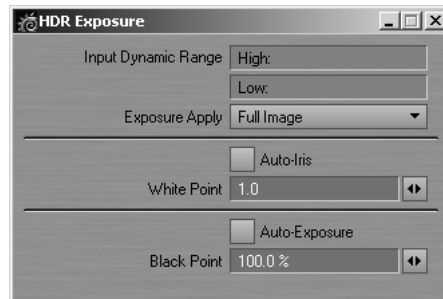 HDR Exposure
Input Dynamic Range High:
Low:
Exposure Apply Full Image
Auto-Iris
White Point 1.0
Auto-Exposure
Black Point 100.0 %